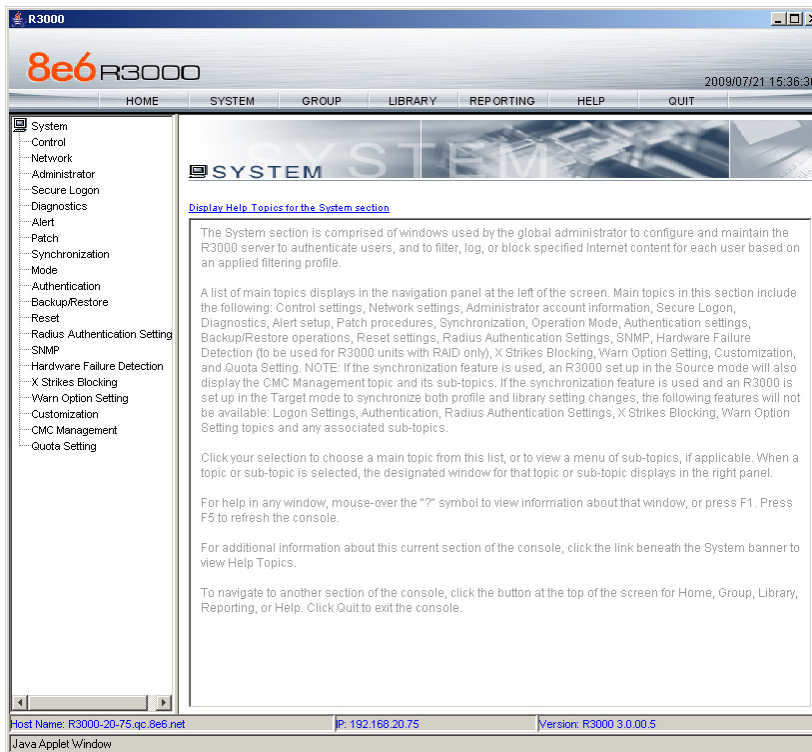 R3000
8e6 R3000
2009/07/21 15:36:36
HOME SYSTEM GROUP LIBRARY REPORTING HELP QUIT
System
Control
Network
Administrator
Secure Logon
Diagnostics
Alert
Patch
Synchronization
Mode
Authentication
Backup/Restore
Reset
Radius Authentication Setting
SNMP
Hardware Failure Detection
X Strikes Blocking
Warn Option Setting
Customization
CMC Management
Quota Setting
SYSTEM
SYSTEM
Display Help Topics for the System section
The System section is comprised of windows used by the global administrator to configure and maintain the
R3000 server to authenticate users, and to filter, log, or block specified Internet content for each user based on
an applied filtering profile.
A list of main topics displays in the navigation panel at the left of the screen. Main topics in this section include
the following: Control settings, Network settings, Administrator account information, Secure Logon,
Diagnostics, Alert setup, Patch procedures, Synchronization, Operation Mode, Authentication settings,
Backup/Restore operations, Reset settings, Radius Authentication Settings, SNMP, Hardware Failure
Detection (to be used for R3000 units with RAID only), X Strikes Blocking, Warn Option Setting, Customization,
and Quota Setting. NOTE: If the synchronization feature is used, an R3000 set up in the Source mode will also
display the CMC Management topic and its sub-topics. If the synchronization feature is used and an R3000 is
set up in the Target mode to synchronize both profile and library setting changes, the following features will not
be available: Logon Settings, Authentication, Radius Authentication Settings, X Strikes Blocking, Warn Option
Setting topics and any associated sub-topics.
Click your selection to choose a main topic from this list, or to view a menu of sub-topics, if applicable. When a
topic or sub-topic is selected, the designated window for that topic or sub-topic displays in the right panel.
For help in any window, mouse-over the "?" symbol to view information about that window, or press F1. Press
F5 to refresh the console.
For additional information about this current section of the console, click the link beneath the System banner to
view Help Topics.
To navigate to another section of the console, click the button at the top of the screen for Home, Group, Library,
Reporting, or Help. Click Quit to exit the console.
Host Name: R3000-20-75.qc.8e6.net IP: 192.168.20.75 Version: R3000 3.0.00.5
Java Applet Window